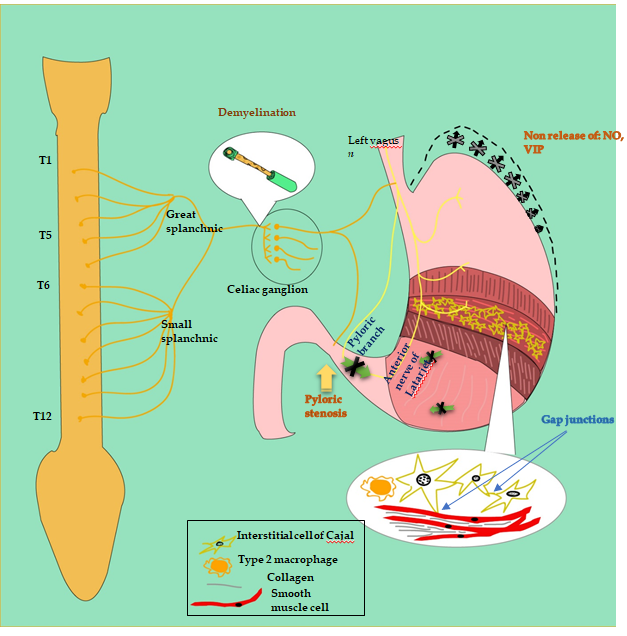 Demyelination
Left vagus
n
Non release of: NO,
VIP
T1
Great
splanchnic
T5
T6
Celiac ganglion
Small
splanchnic
Pyloric
branch
Anterior
nerve of
Latarjet
Pyloric
stenosis
T12
Gap junctions
Interstitial cell of Cajal
Type 2 macrophage
Collagen
Smooth
muscle cell